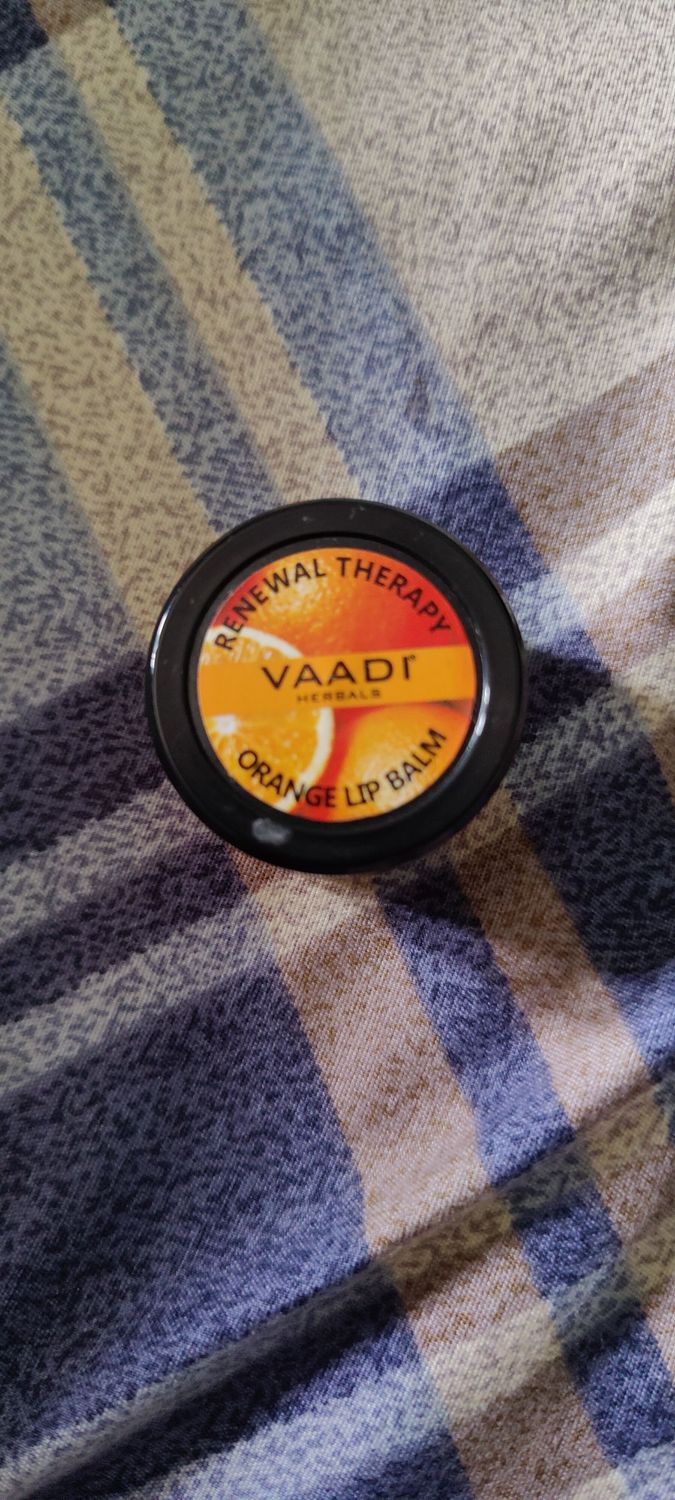 RENEWAL THERAPY
VAADI®
HERBALS
ORANGE LIP BALM